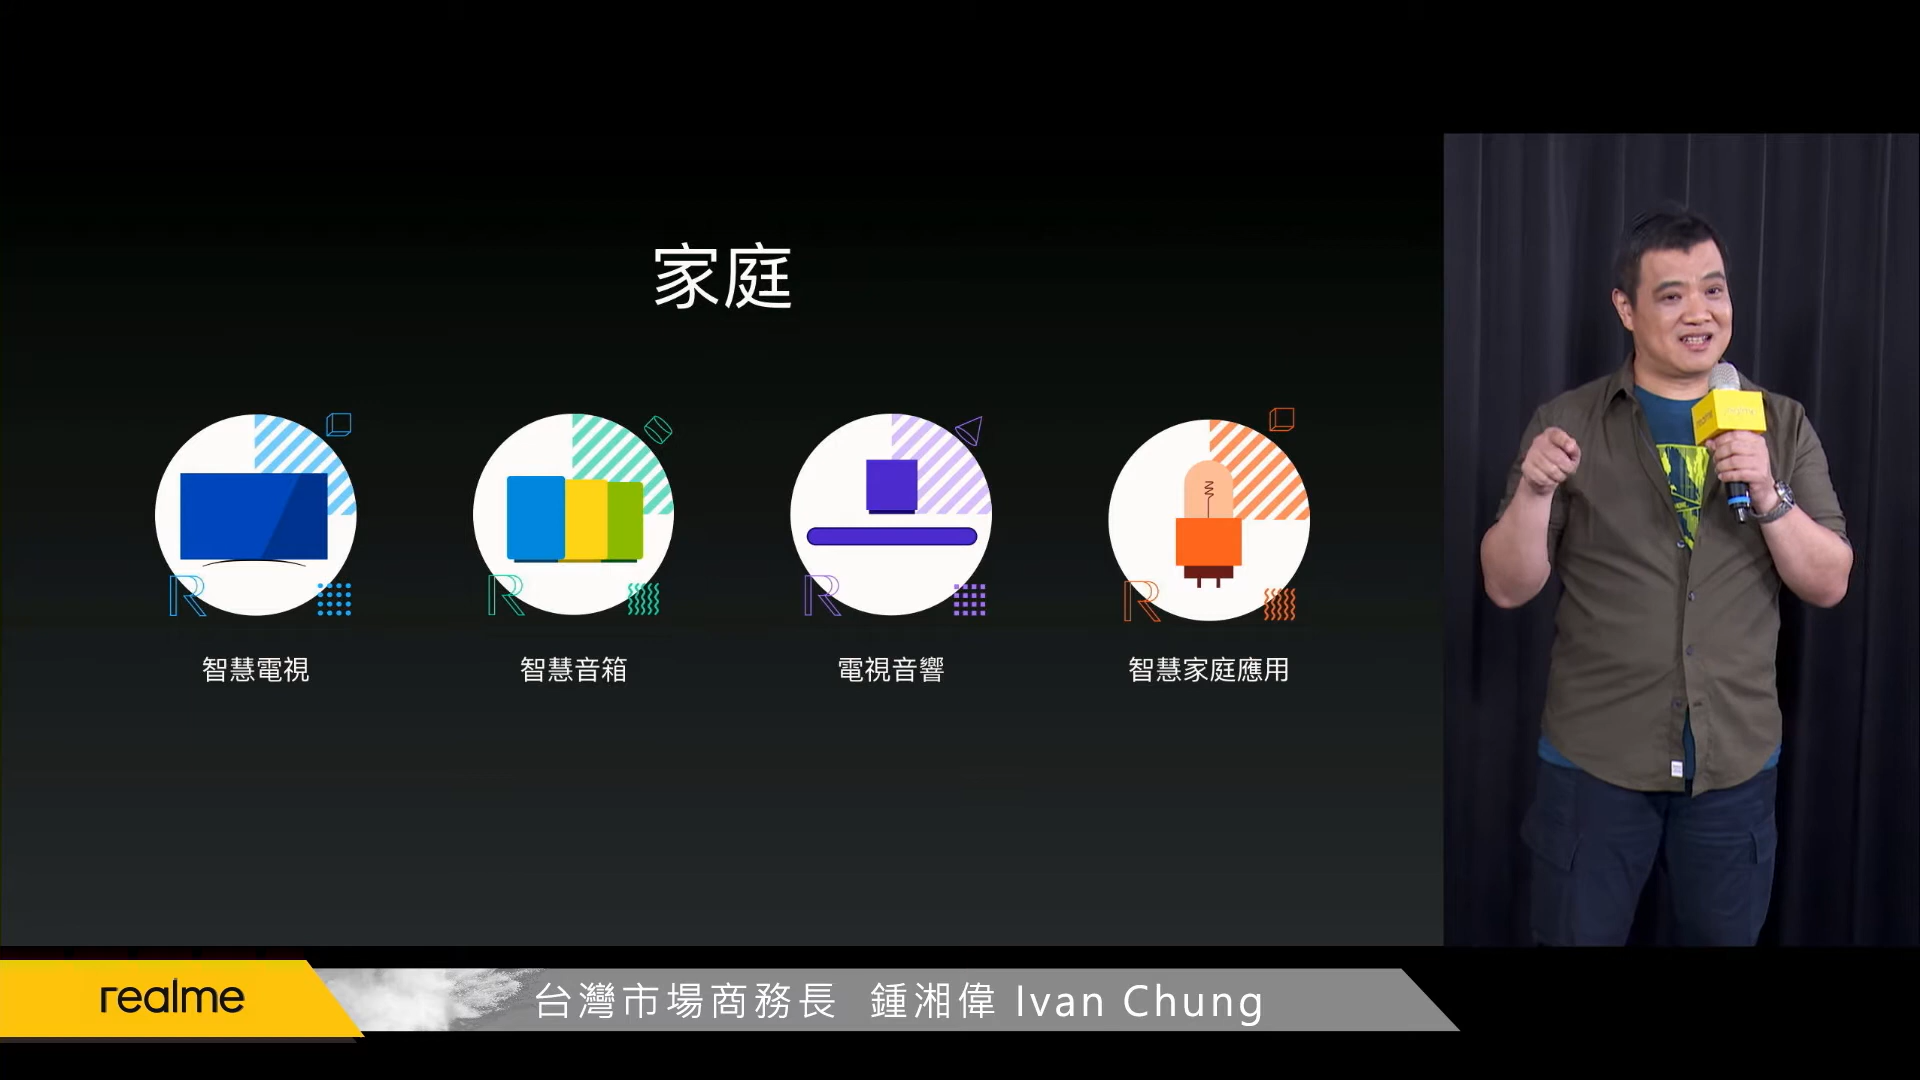 家庭
智慧電視
智慧音箱
電視音響
智慧家庭應用
realme
台灣市場商務長 鍾湘偉 Ivan Chung